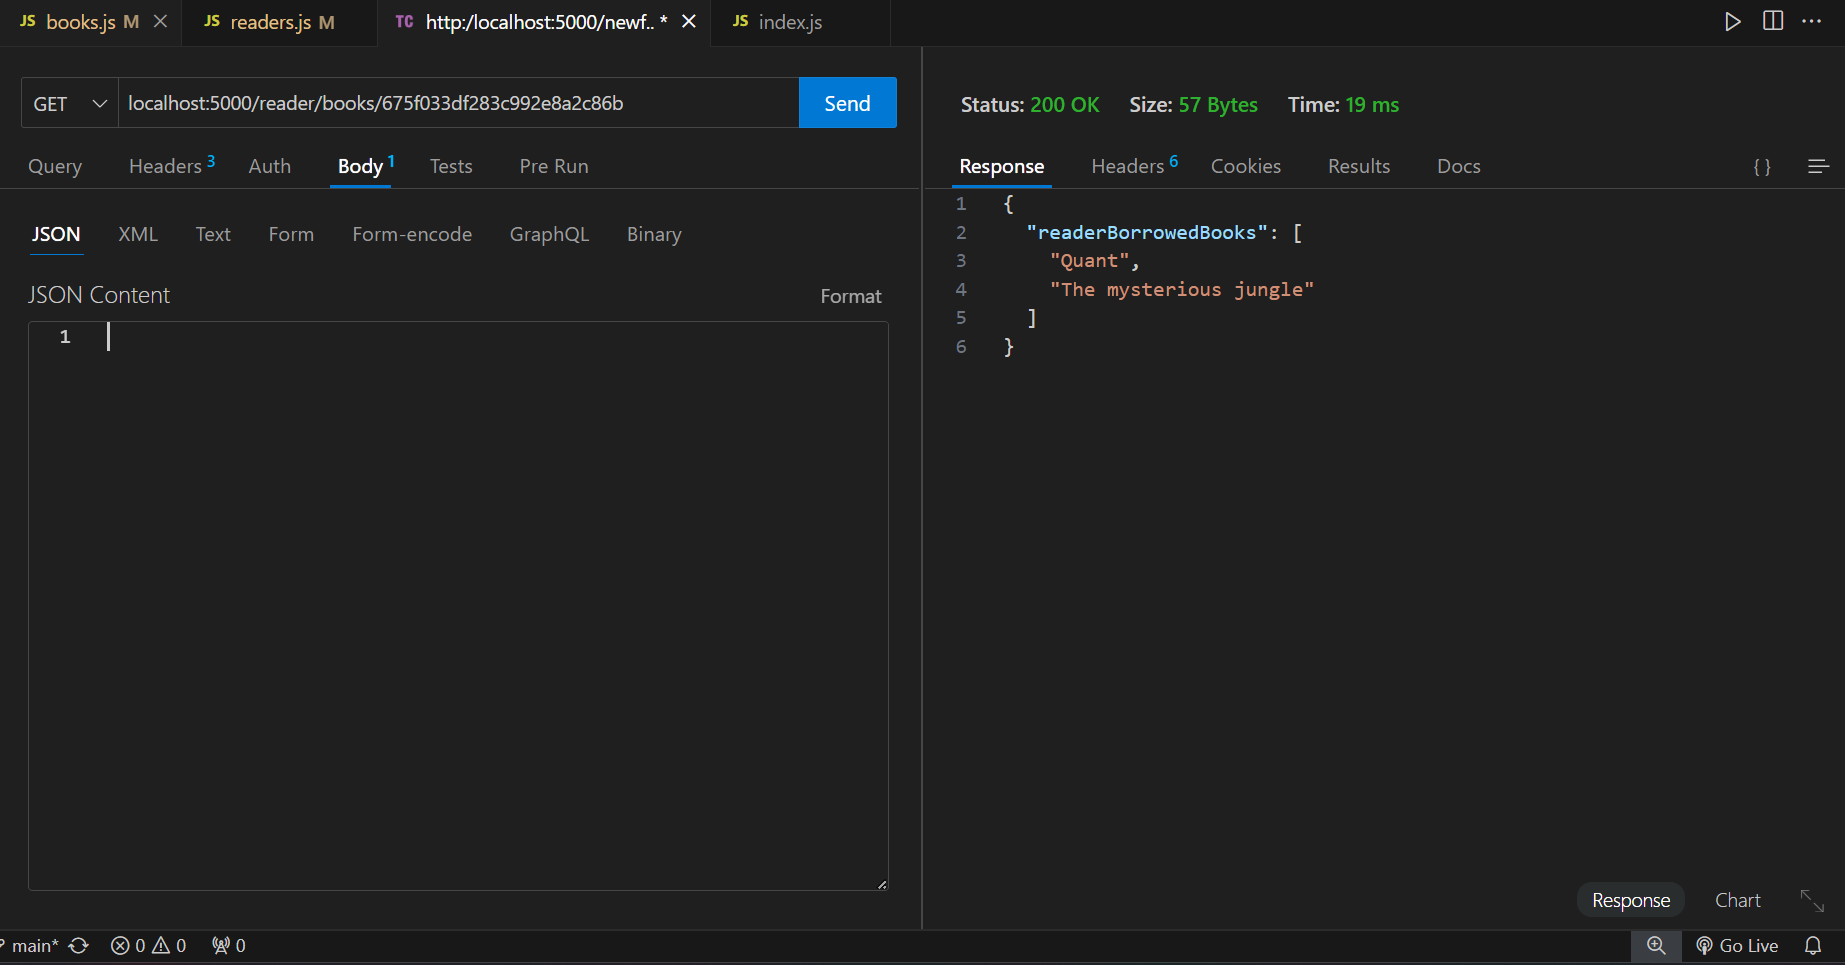 JS books.js M
JS readers.js M
TC http:/localhost:5000/newf.. *
JS index.js
GET
localhost:5000/reader/books/675f033df283c992e8a2c86b
Send
Query
Headers 3
Auth
Body 1
Tests
Pre Run
JSON
XML
Text
Form
Form-encode
GraphQL
Binary
JSON Content
Format
1
Status: 200 OK Size: 57 Bytes Time: 19 ms
Response
Headers 6
Cookies
Results
Docs
{ }
1 {
2 "readerBorrowedBooks": [
3 "Quant",
4 "The mysterious jungle"
5 ]
6 }
Response
Chart
main*
0
0
0
Go Live